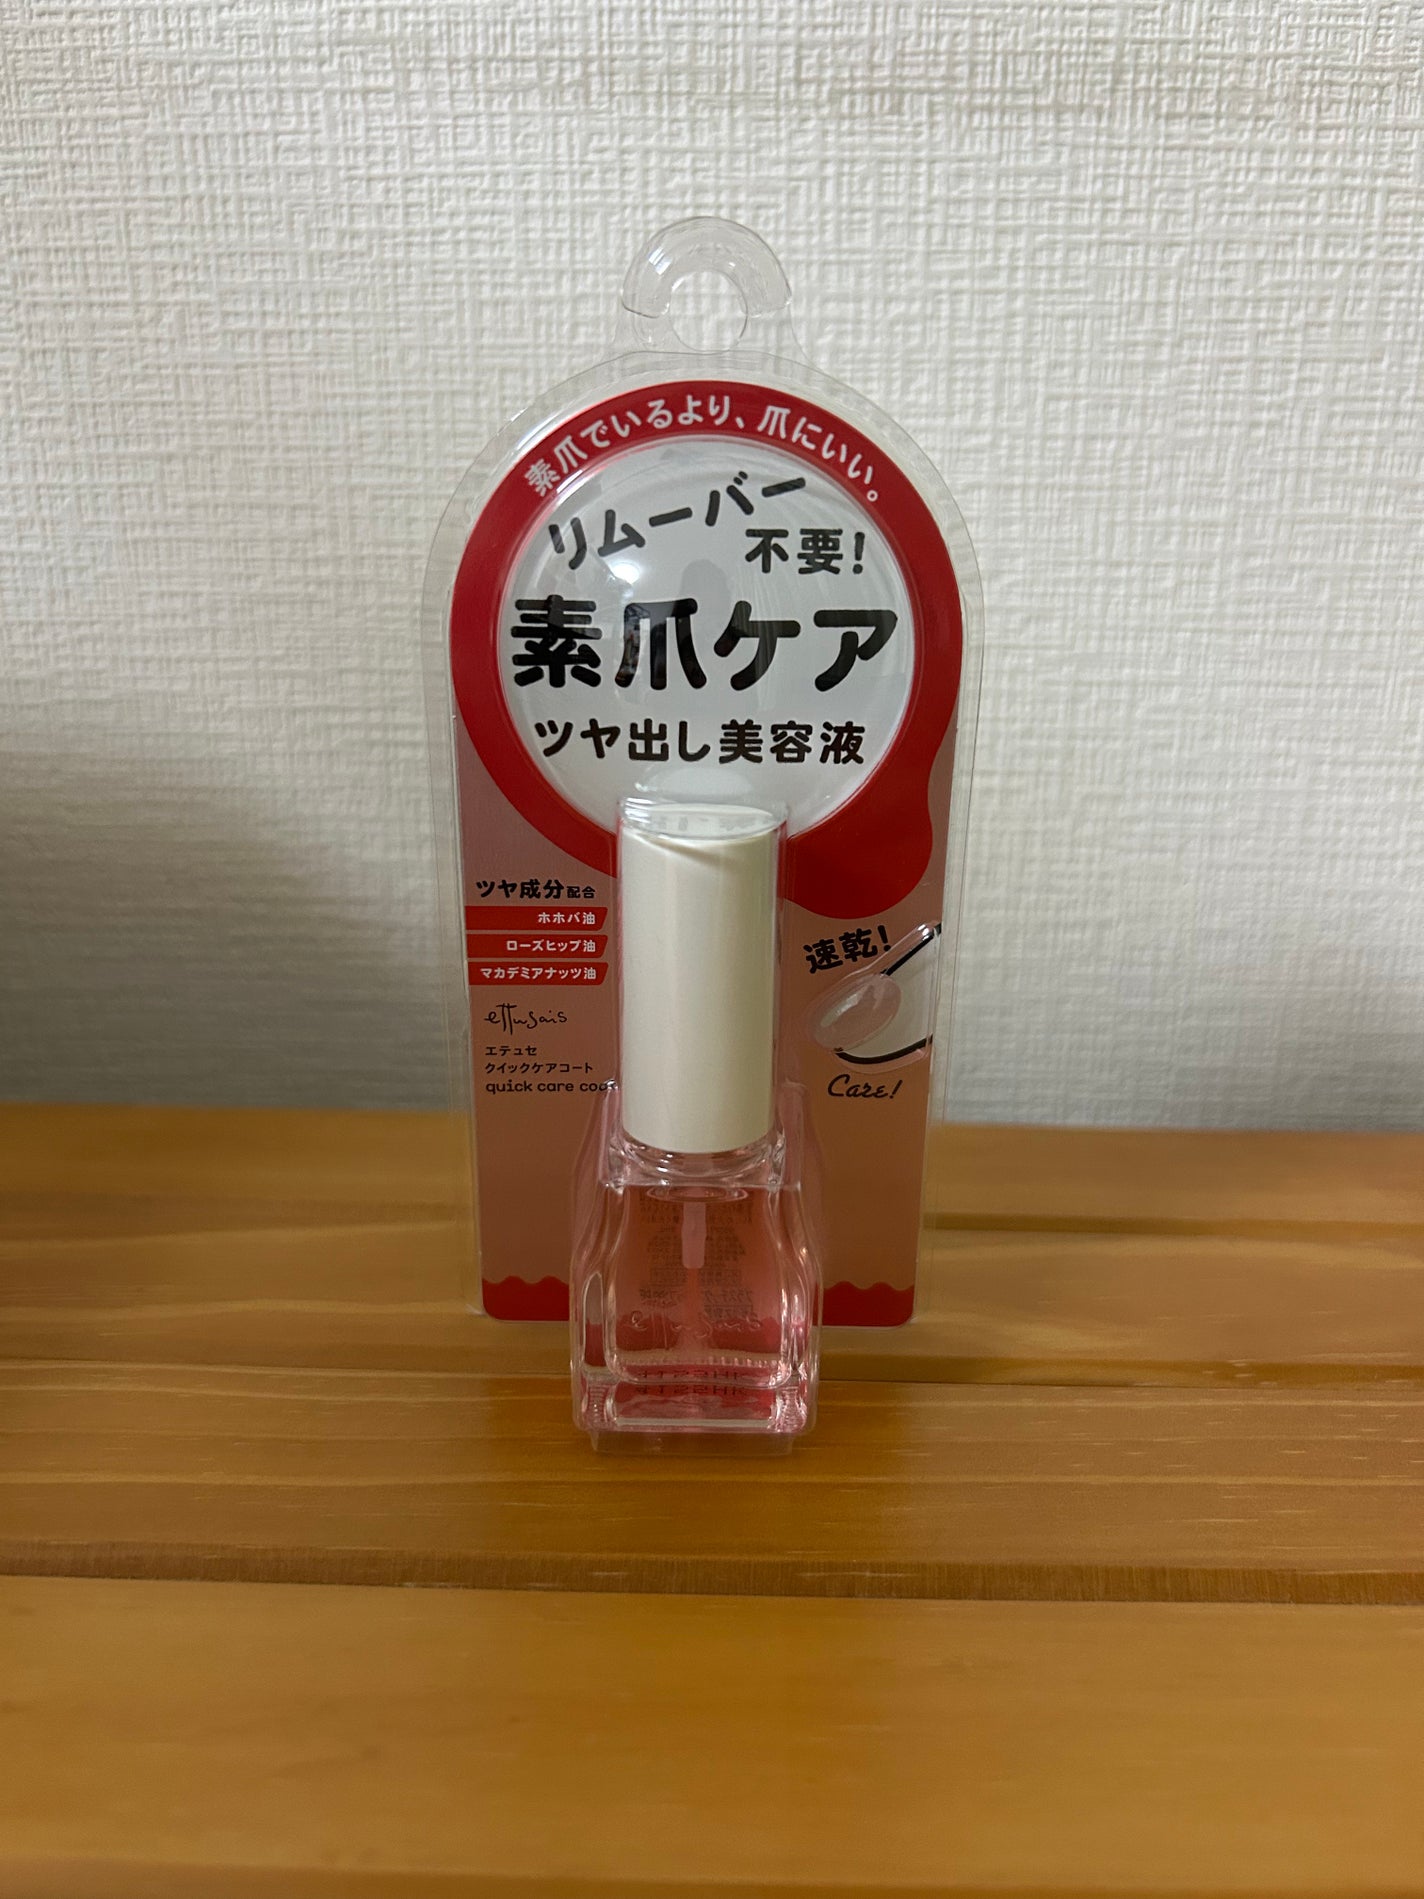 素爪でいるより、爪にいい。
リムーバー
不要!
素爪ケア
ツヤ出し美容液
ツヤ成分配合
ホホバ油
ローズヒップ油
マカデミアナッツ油
ettusais
エテュセ
クイックケアコート
quick care coat
速乾!
Care!